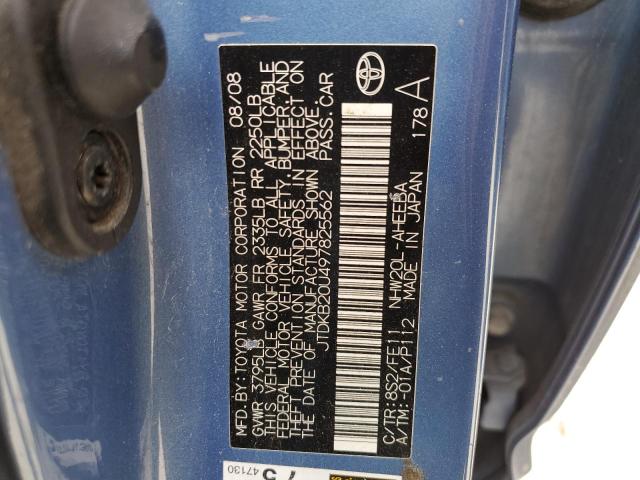 MFD. BY: TOYOTA MOTOR CORPORATION 08/08
GVWR 3795LB GAWR FR 2335LB RR 2250LB
THIS VEHICLE CONFORMS TO ALL APPLICABLE
FEDERAL MOTOR VEHICLE SAFETY, BUMPER, AND
THEFT PREVENTION STANDARDS IN EFFECT ON
THE DATE OF MANUFACTURE SHOWN ABOVE.
JTDKB20U497825562 PASS. CAR
C/TR: 8S2/FE11 NHW20L-AHEEBA
A/TM: -01A/P112 MADE IN JAPAN 178 A
47130